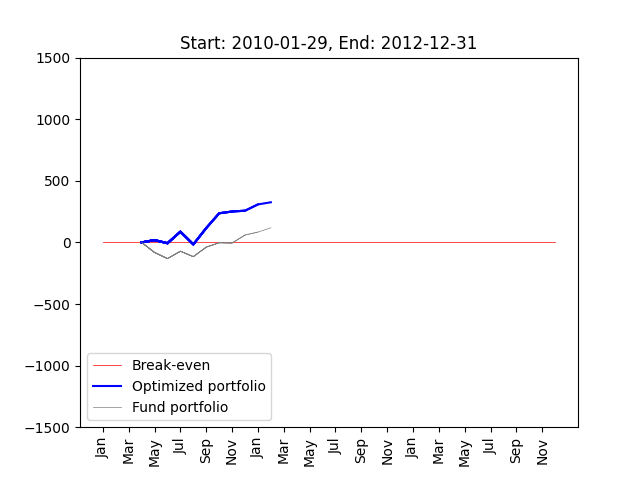 Start: 2010-01-29, End: 2012-12-31
1500
1000
500
0
−500
−1000
−1500
Break-even
Optimized portfolio
Fund portfolio
Jan
Mar
May
Jul
Sep
Nov
Jan
Mar
May
Jul
Sep
Nov
Jan
Mar
May
Jul
Sep
Nov